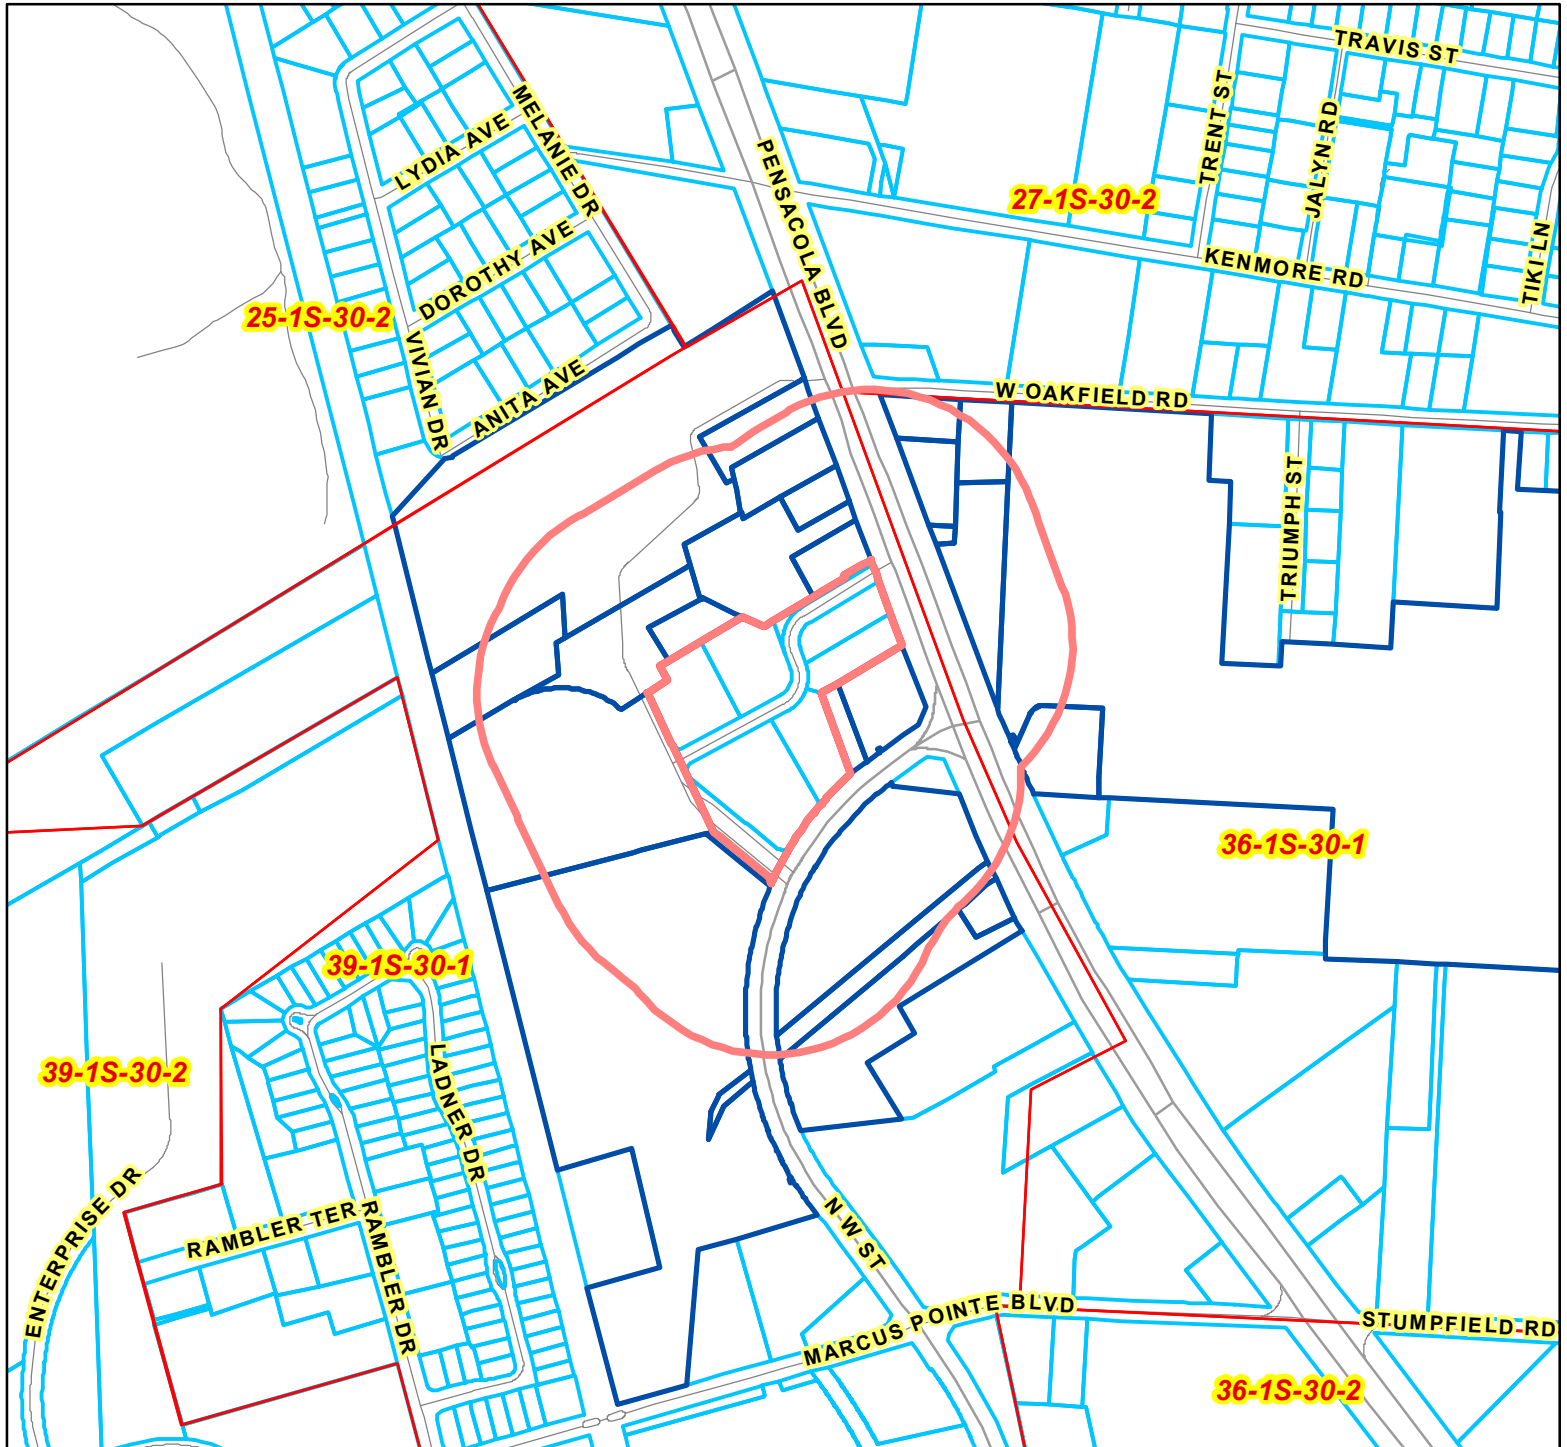 TRAVIS ST
TRENT ST
MELANIE DR
LYDIA AVE
JALYN RD
PENSACOLA BLVD
27-1S-30-2
DOROTHY AVE
TIKI LN
KENMORE RD
25-1S-30-2
VIVIAN DR
ANITA AVE
W OAKFIELD RD
TRIUMPH ST
36-1S-30-1
39-1S-30-1
39-1S-30-2
LADNER DR
ENTERPRISE DR
RAMBLER TER
RAMBLER DR
N W ST
MARCUS POINTE BLVD
STUMPFIELD RD
36-1S-30-2